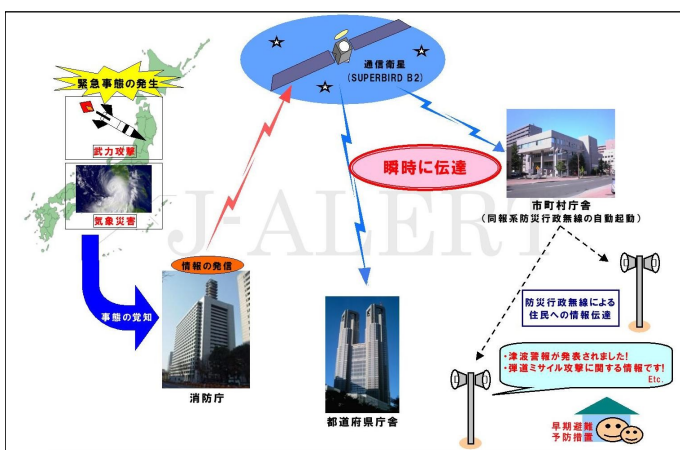 緊急事態の発生
武力攻撃
気象災害
事態の覚知
情報の発信
消防庁
通信衛星
(SUPERBIRD B2)
瞬時に伝達
J-ALERT
都道府県庁舎
市町村庁舎
(同報系防災行政無線の自動起動)
防災行政無線による
住民への情報伝達
・津波警報が発表されました!
・弾道ミサイル攻撃に関する情報です!
Etc.
早期避難
予防措置